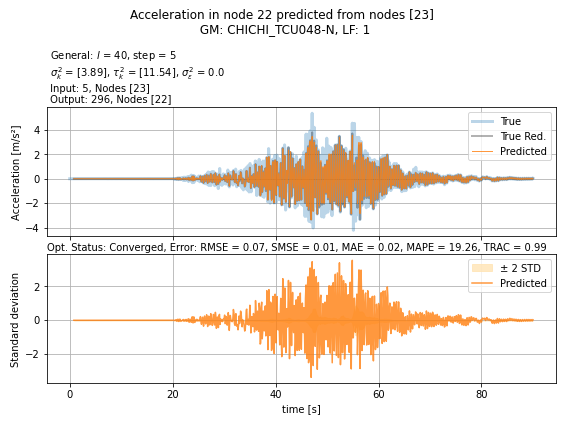 Acceleration in node 22 predicted from nodes [23]
GM: CHICHI_TCU048-N, LF: 1
General: l = 40, step = 5
σ²ₖ = [3.89], τ²ₖ = [11.54], σ²ε = 0.0
Input: 5, Nodes [23]
Output: 296, Nodes [22]
Acceleration [m/s²]
4
2
0
−2
−4
True
True Red.
Predicted
Opt. Status: Converged, Error: RMSE = 0.07, SMSE = 0.01, MAE = 0.02, MAPE = 19.26, TRAC = 0.99
Standard deviation
2
0
−2
± 2 STD
Predicted
0
20
40
60
80
time [s]